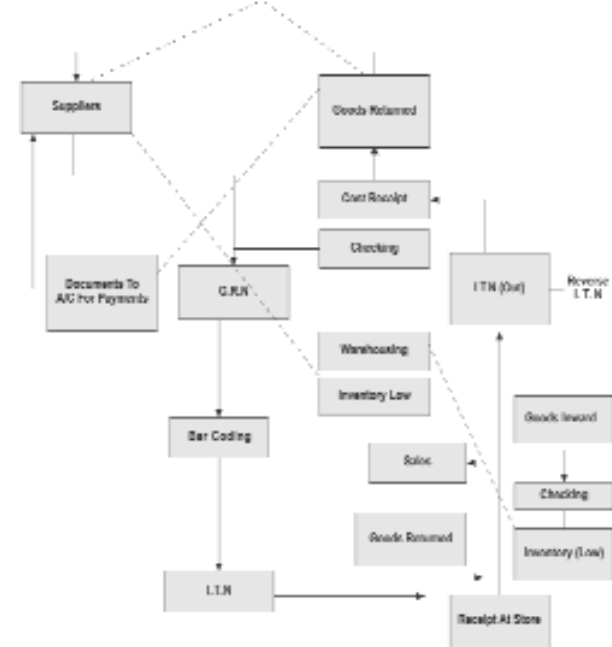 Suppliers
Goods Returned
Cost Receipt
Checking
Documents To
A/C For Payments
G.R.N
I.T.N (Out)
Reverse
I.T.N
Warehousing
Inventory Low
Bar Coding
Goods Inward
Sales
Checking
Goods Returned
Inventory (Low)
I.T.N
Receipt At Store